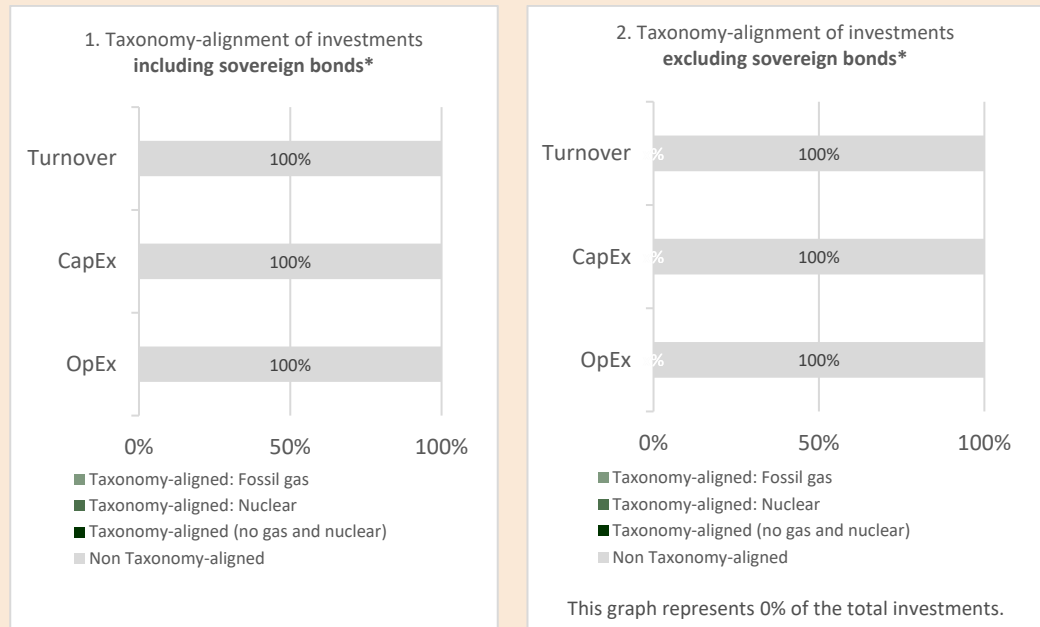 1. Taxonomy-alignment of investments
including sovereign bonds*
Turnover
100%
CapEx
100%
OpEx
100%
0% 50% 100%
Taxonomy-aligned: Fossil gas
Taxonomy-aligned: Nuclear
Taxonomy-aligned (no gas and nuclear)
Non Taxonomy-aligned
2. Taxonomy-alignment of investments
excluding sovereign bonds*
Turnover
% 100%
CapEx
% 100%
OpEx
% 100%
0% 50% 100%
Taxonomy-aligned: Fossil gas
Taxonomy-aligned: Nuclear
Taxonomy-aligned (no gas and nuclear)
Non Taxonomy-aligned
This graph represents 0% of the total investments.